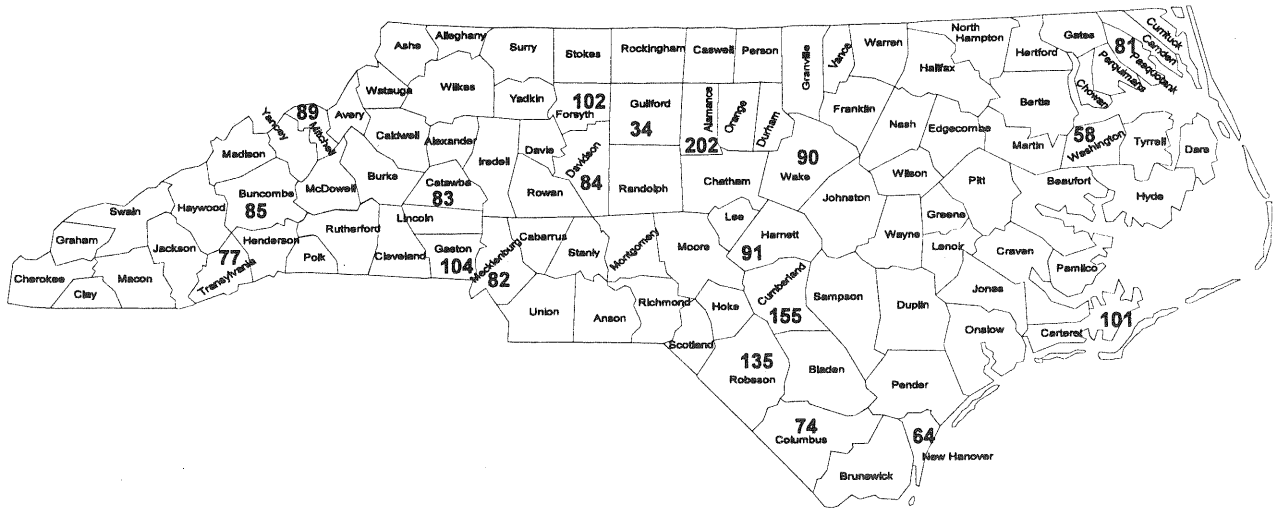 Ashe
Alleghany
Surry
Stokes
Rockingham
Caswell
Person
Granville
Vance
Warren
North
Hampton
Hertford
Gates
81
Currituck
Camden
Pasquotank
Perquimans
Chowan
Halifax
Watauga
Wilkes
Yadkin
102
Forsyth
Guilford
34
Alamance
202
Orange
Durham
Franklin
Nash
Edgecombe
Bertie
Martin
58
Washington
Tyrrell
Dare
Yancey
89
Mitchell
Avery
Caldwell
Alexander
Iredell
Davie
Davidson
84
Rowan
Randolph
Chatham
90
Wake
Johnston
Wilson
Pitt
Beaufort
Hyde
Madison
Buncombe
85
McDowell
Burke
Catawba
83
Swain
Haywood
Graham
Jackson
77
Transylvania
Henderson
Polk
Rutherford
Cleveland
Lincoln
Gaston
104
Mecklenburg
82
Cabarrus
Stanly
Montgomery
Moore
Lee
Harnett
91
Wayne
Greene
Lenoir
Craven
Pamlico
Cherokee
Clay
Macon
Union
Anson
Richmond
Scotland
Hoke
Cumberland
155
Sampson
Duplin
Jones
Onslow
Carteret
101
135
Robeson
Bladen
Pender
74
Columbus
64
New Hanover
Brunswick